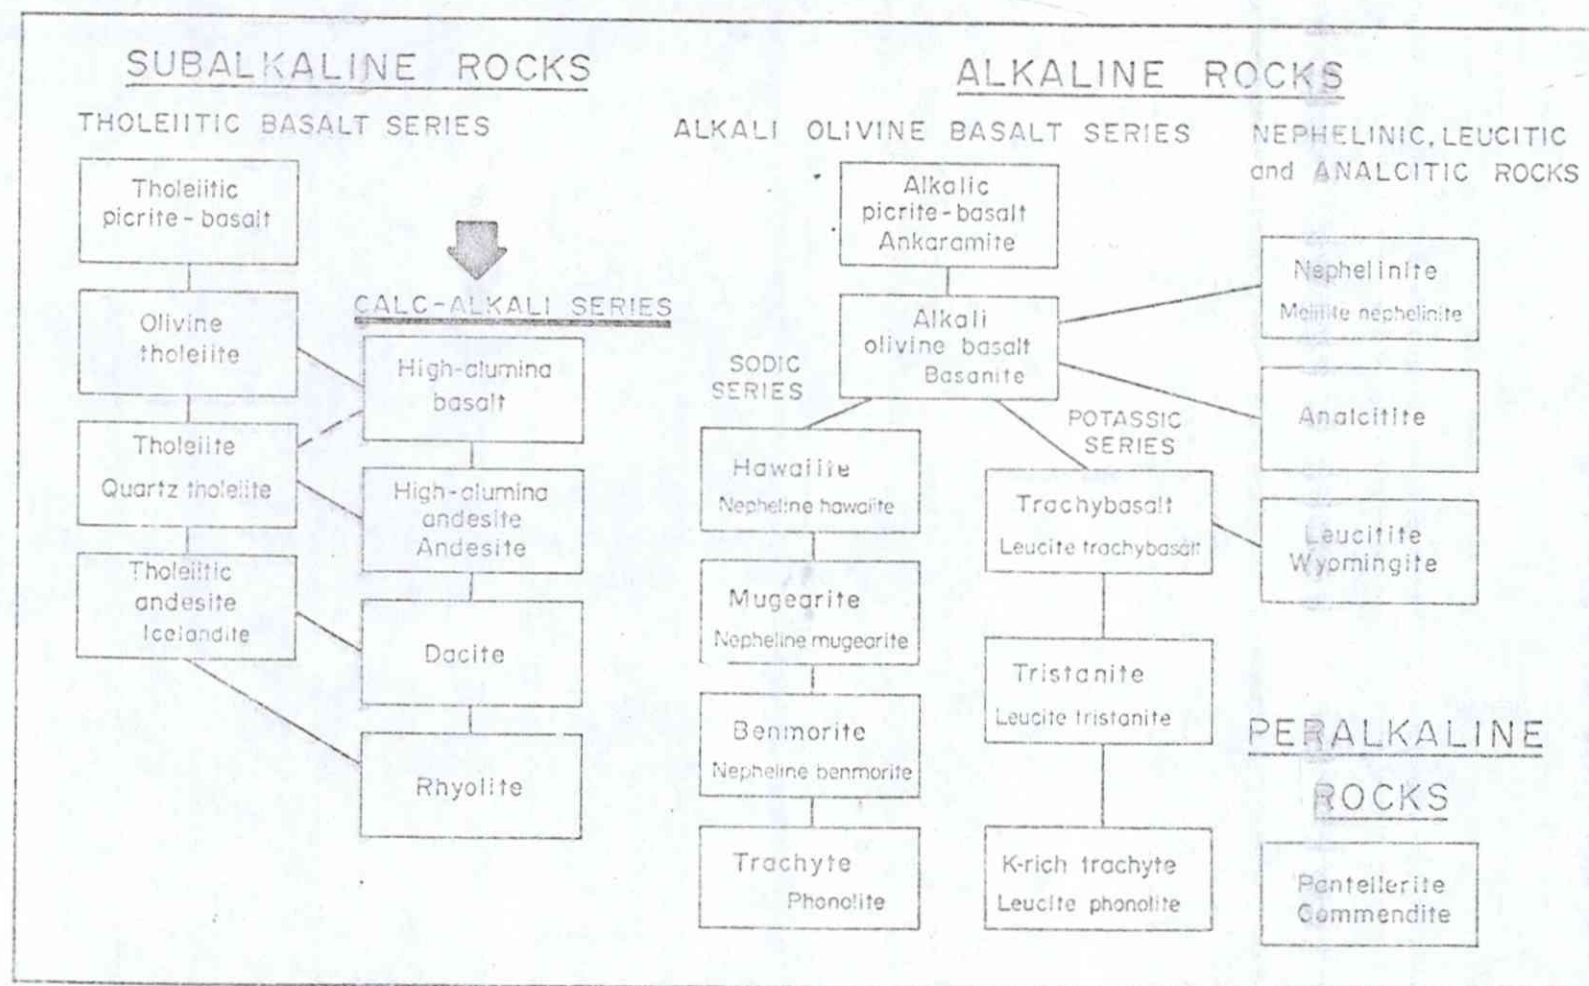 SUBALKALINE ROCKS
THOLEIITIC BASALT SERIES
Tholeiitic
picrite-basalt
Olivine
tholeiite
Tholeiite
Quartz tholeiite
Tholeiitic
andesite
Icelandite
CALC-ALKALI SERIES
High-alumina
basalt
High-alumina
andesite
Andesite
Dacite
Rhyolite
ALKALINE ROCKS
ALKALI OLIVINE BASALT SERIES
Alkalic
picrite-basalt
Ankaramite
Alkali
olivine basalt
Basanite
SODIC
SERIES
Hawaiite
Nepheline hawaiite
Mugearite
Nepheline mugearite
Benmorite
Nepheline benmorite
Trachyte
Phonolite
POTASSIC
SERIES
Trachybasalt
Leucite trachybasalt
Tristanite
Leucite tristanite
K-rich trachyte
Leucite phonolite
NEPHELINIC, LEUCITIC
and ANALCITIC ROCKS
Nephelinite
Melilite nephelinite
Analcitite
Leucitite
Wyomingite
PERALKALINE
ROCKS
Pantellerite
Commendite